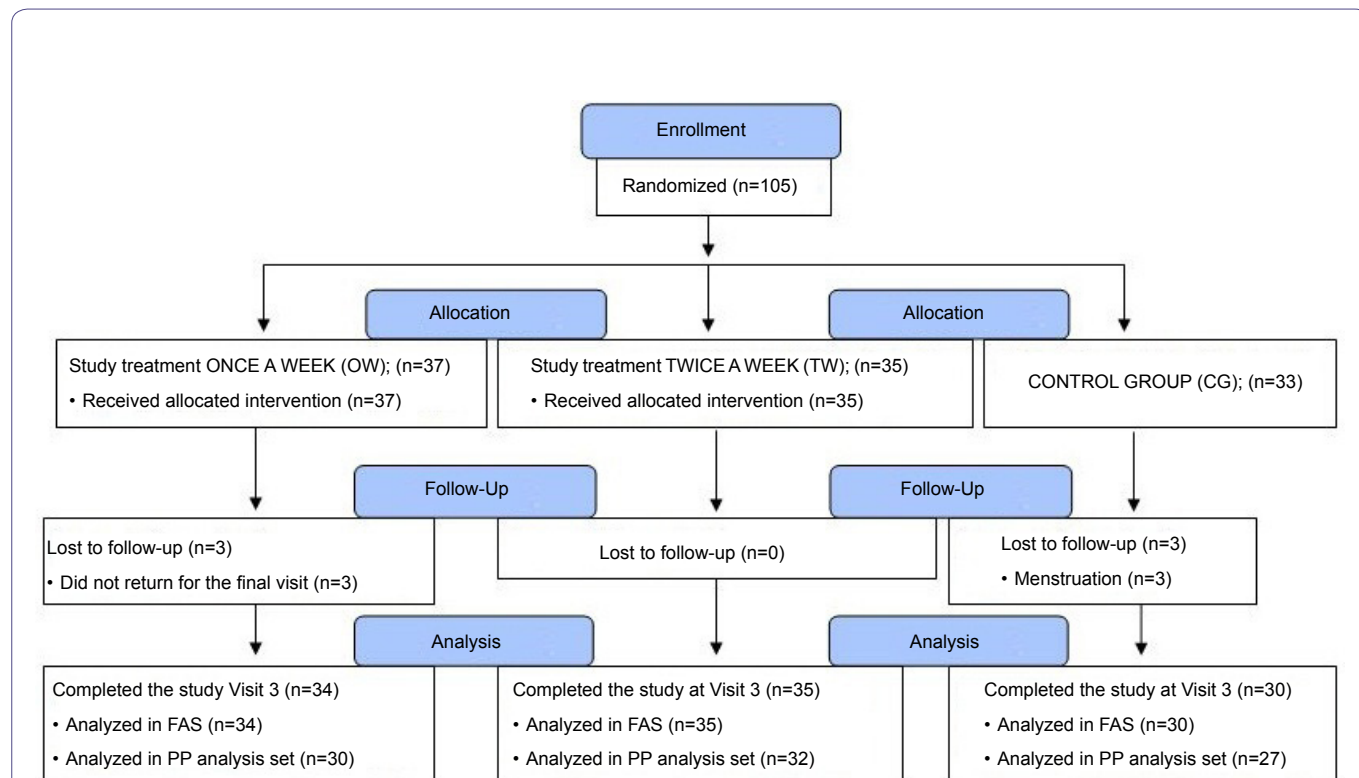 Enrollment
Randomized (n=105)
Allocation
Allocation
Study treatment ONCE A WEEK (OW); (n=37)
• Received allocated intervention (n=37)
Study treatment TWICE A WEEK (TW); (n=35)
• Received allocated intervention (n=35)
CONTROL GROUP (CG); (n=33)
Follow-Up
Follow-Up
Lost to follow-up (n=3)
• Did not return for the final visit (n=3)
Lost to follow-up (n=0)
Lost to follow-up (n=3)
• Menstruation (n=3)
Analysis
Analysis
Completed the study Visit 3 (n=34)
• Analyzed in FAS (n=34)
• Analyzed in PP analysis set (n=30)
Completed the study at Visit 3 (n=35)
• Analyzed in FAS (n=35)
• Analyzed in PP analysis set (n=32)
Completed the study at Visit 3 (n=30)
• Analyzed in FAS (n=30)
• Analyzed in PP analysis set (n=27)